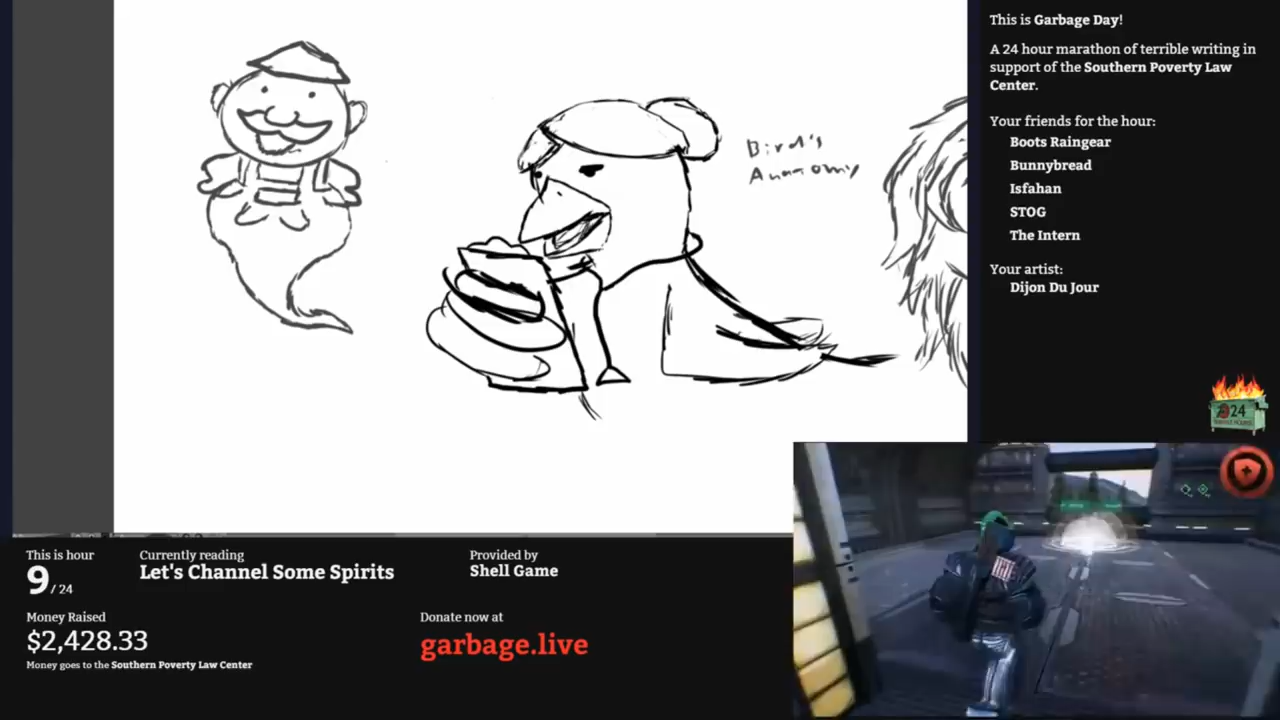 This is Garbage Day!
A 24 hour marathon of terrible writing in
support of the Southern Poverty Law
Center.
Your friends for the hour:
Boots Raingear
Bunnybread
Isfahan
STOG
The Intern
Your artist:
Dijon Du Jour
Bird's
Anatomy
24
This is hour
9 / 24
Currently reading
Let's Channel Some Spirits
Provided by
Shell Game
Money Raised
$2,428.33
Money goes to the Southern Poverty Law Center
Donate now at
garbage.live